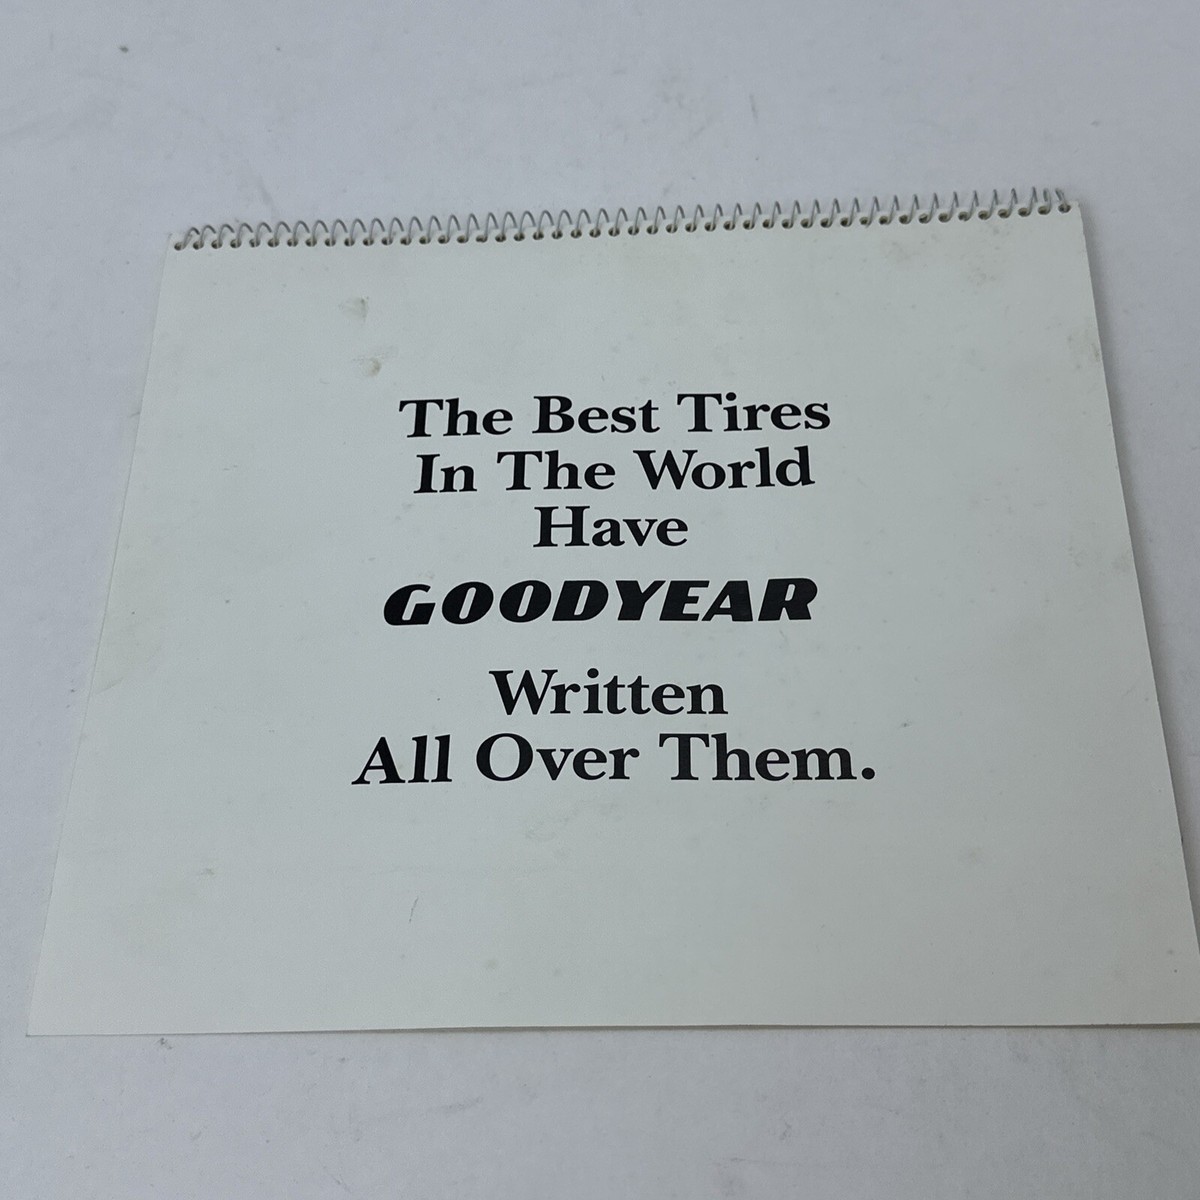 The Best Tires
In The World
Have
GOODYEAR
Written
All Over Them.